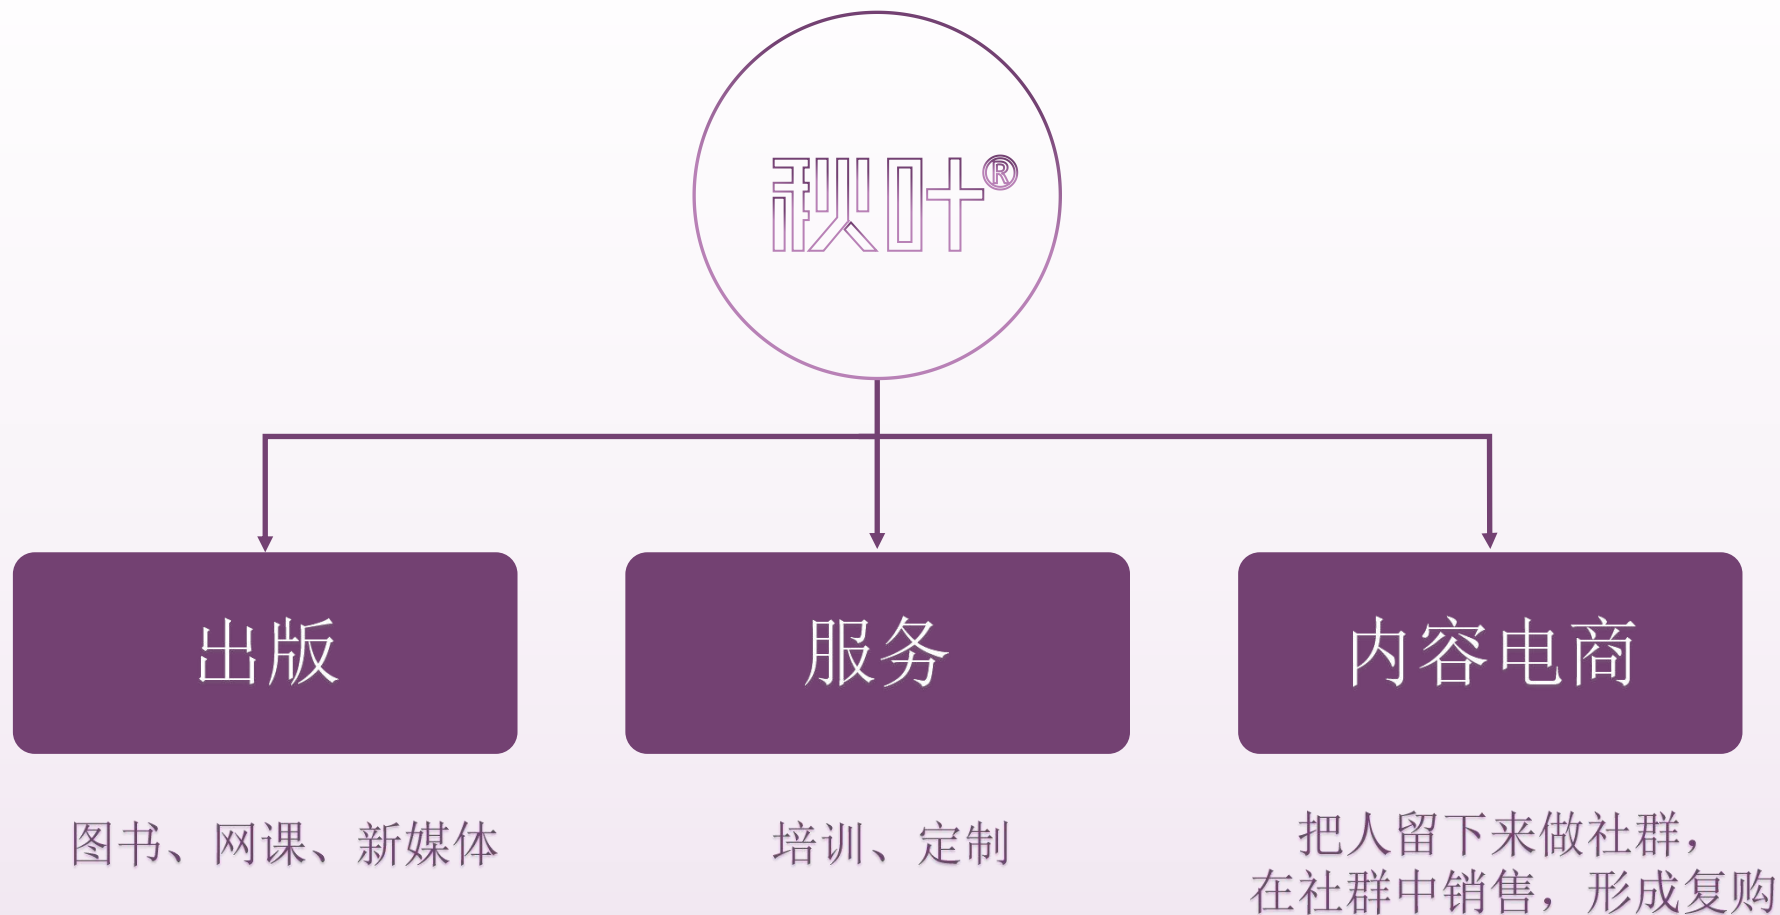 秋叶®
出版
服务
内容电商
图书、网课、新媒体
培训、定制
把人留下来做社群，
在社群中销售，形成复购